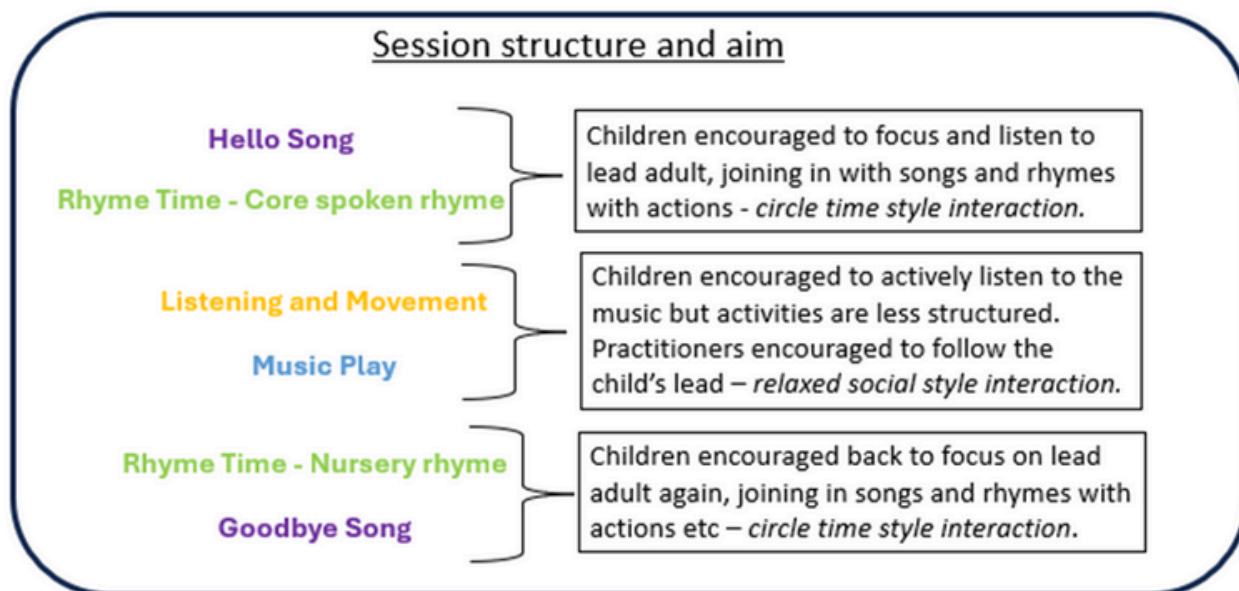 Session structure and aim
Hello Song
Rhyme Time - Core spoken rhyme
Children encouraged to focus and listen to
lead adult, joining in with songs and rhymes
with actions - circle time style interaction.
Listening and Movement
Music Play
Children encouraged to actively listen to the
music but activities are less structured.
Practitioners encouraged to follow the
child's lead – relaxed social style interaction.
Rhyme Time - Nursery rhyme
Goodbye Song
Children encouraged back to focus on lead
adult again, joining in songs and rhymes with
actions etc – circle time style interaction.